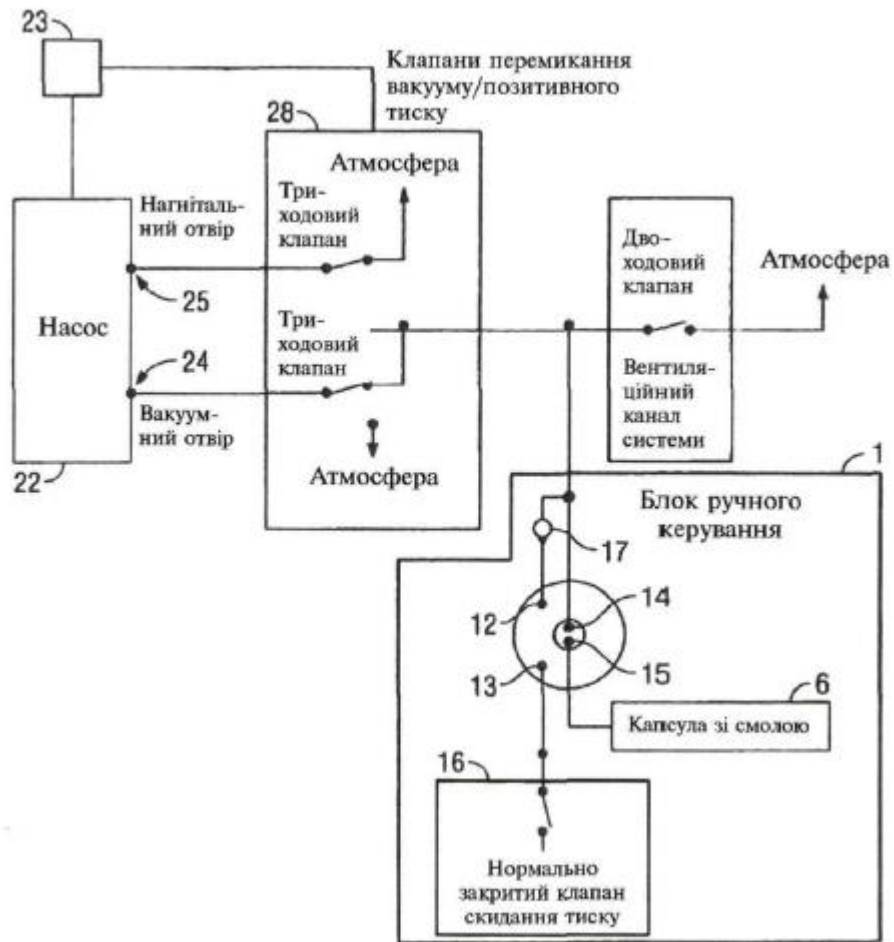 23
Клапани перемикання
вакууму/позитивного
тиску
28
Атмосфера
Три-
ходовий
клапан
Нагніталь-
ний отвір
25
Насос
24
Вакуум-
ний отвір
22
Три-
ходовий
клапан
Атмосфера
Дво-
ходовий
клапан
Вентиля-
ційний
канал
системи
Атмосфера
1
Блок ручного
керування
17
12
14
15
13
6
Капсула зі смолою
16
Нормально
закритий клапан
скидання тиску